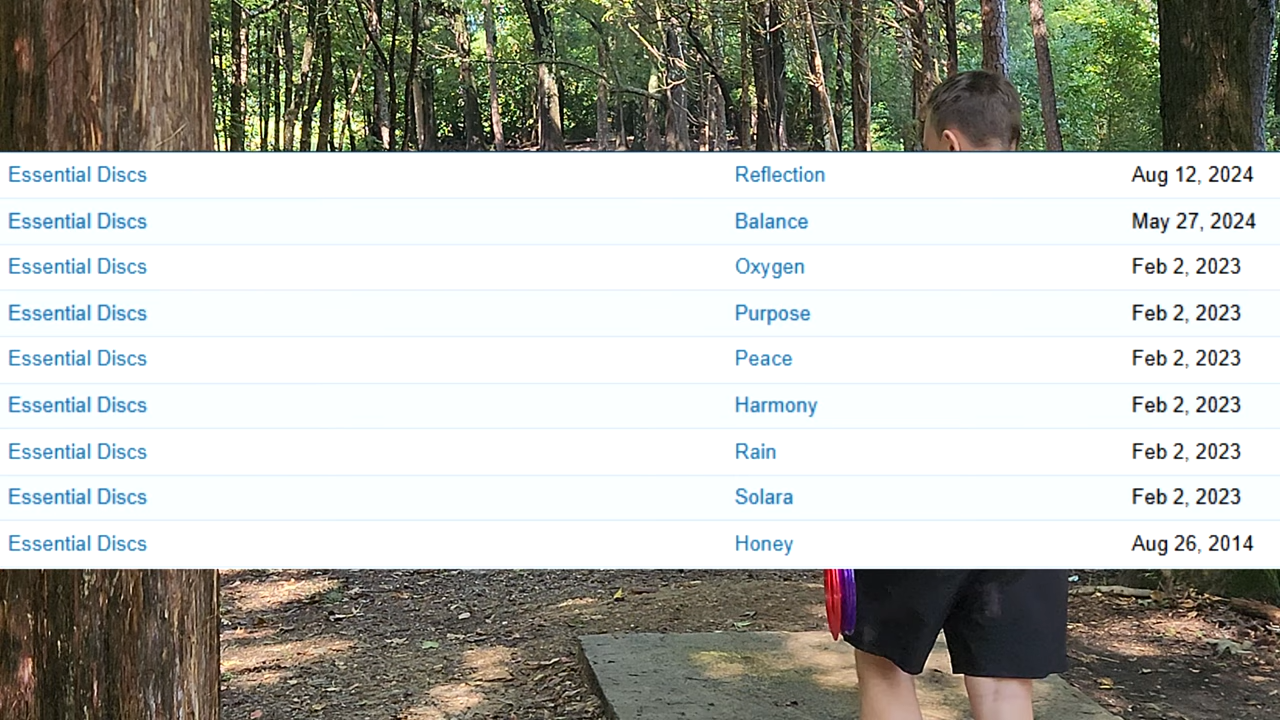 Essential Discs Reflection Aug 12, 2024
Essential Discs Balance May 27, 2024
Essential Discs Oxygen Feb 2, 2023
Essential Discs Purpose Feb 2, 2023
Essential Discs Peace Feb 2, 2023
Essential Discs Harmony Feb 2, 2023
Essential Discs Rain Feb 2, 2023
Essential Discs Solara Feb 2, 2023
Essential Discs Honey Aug 26, 2014